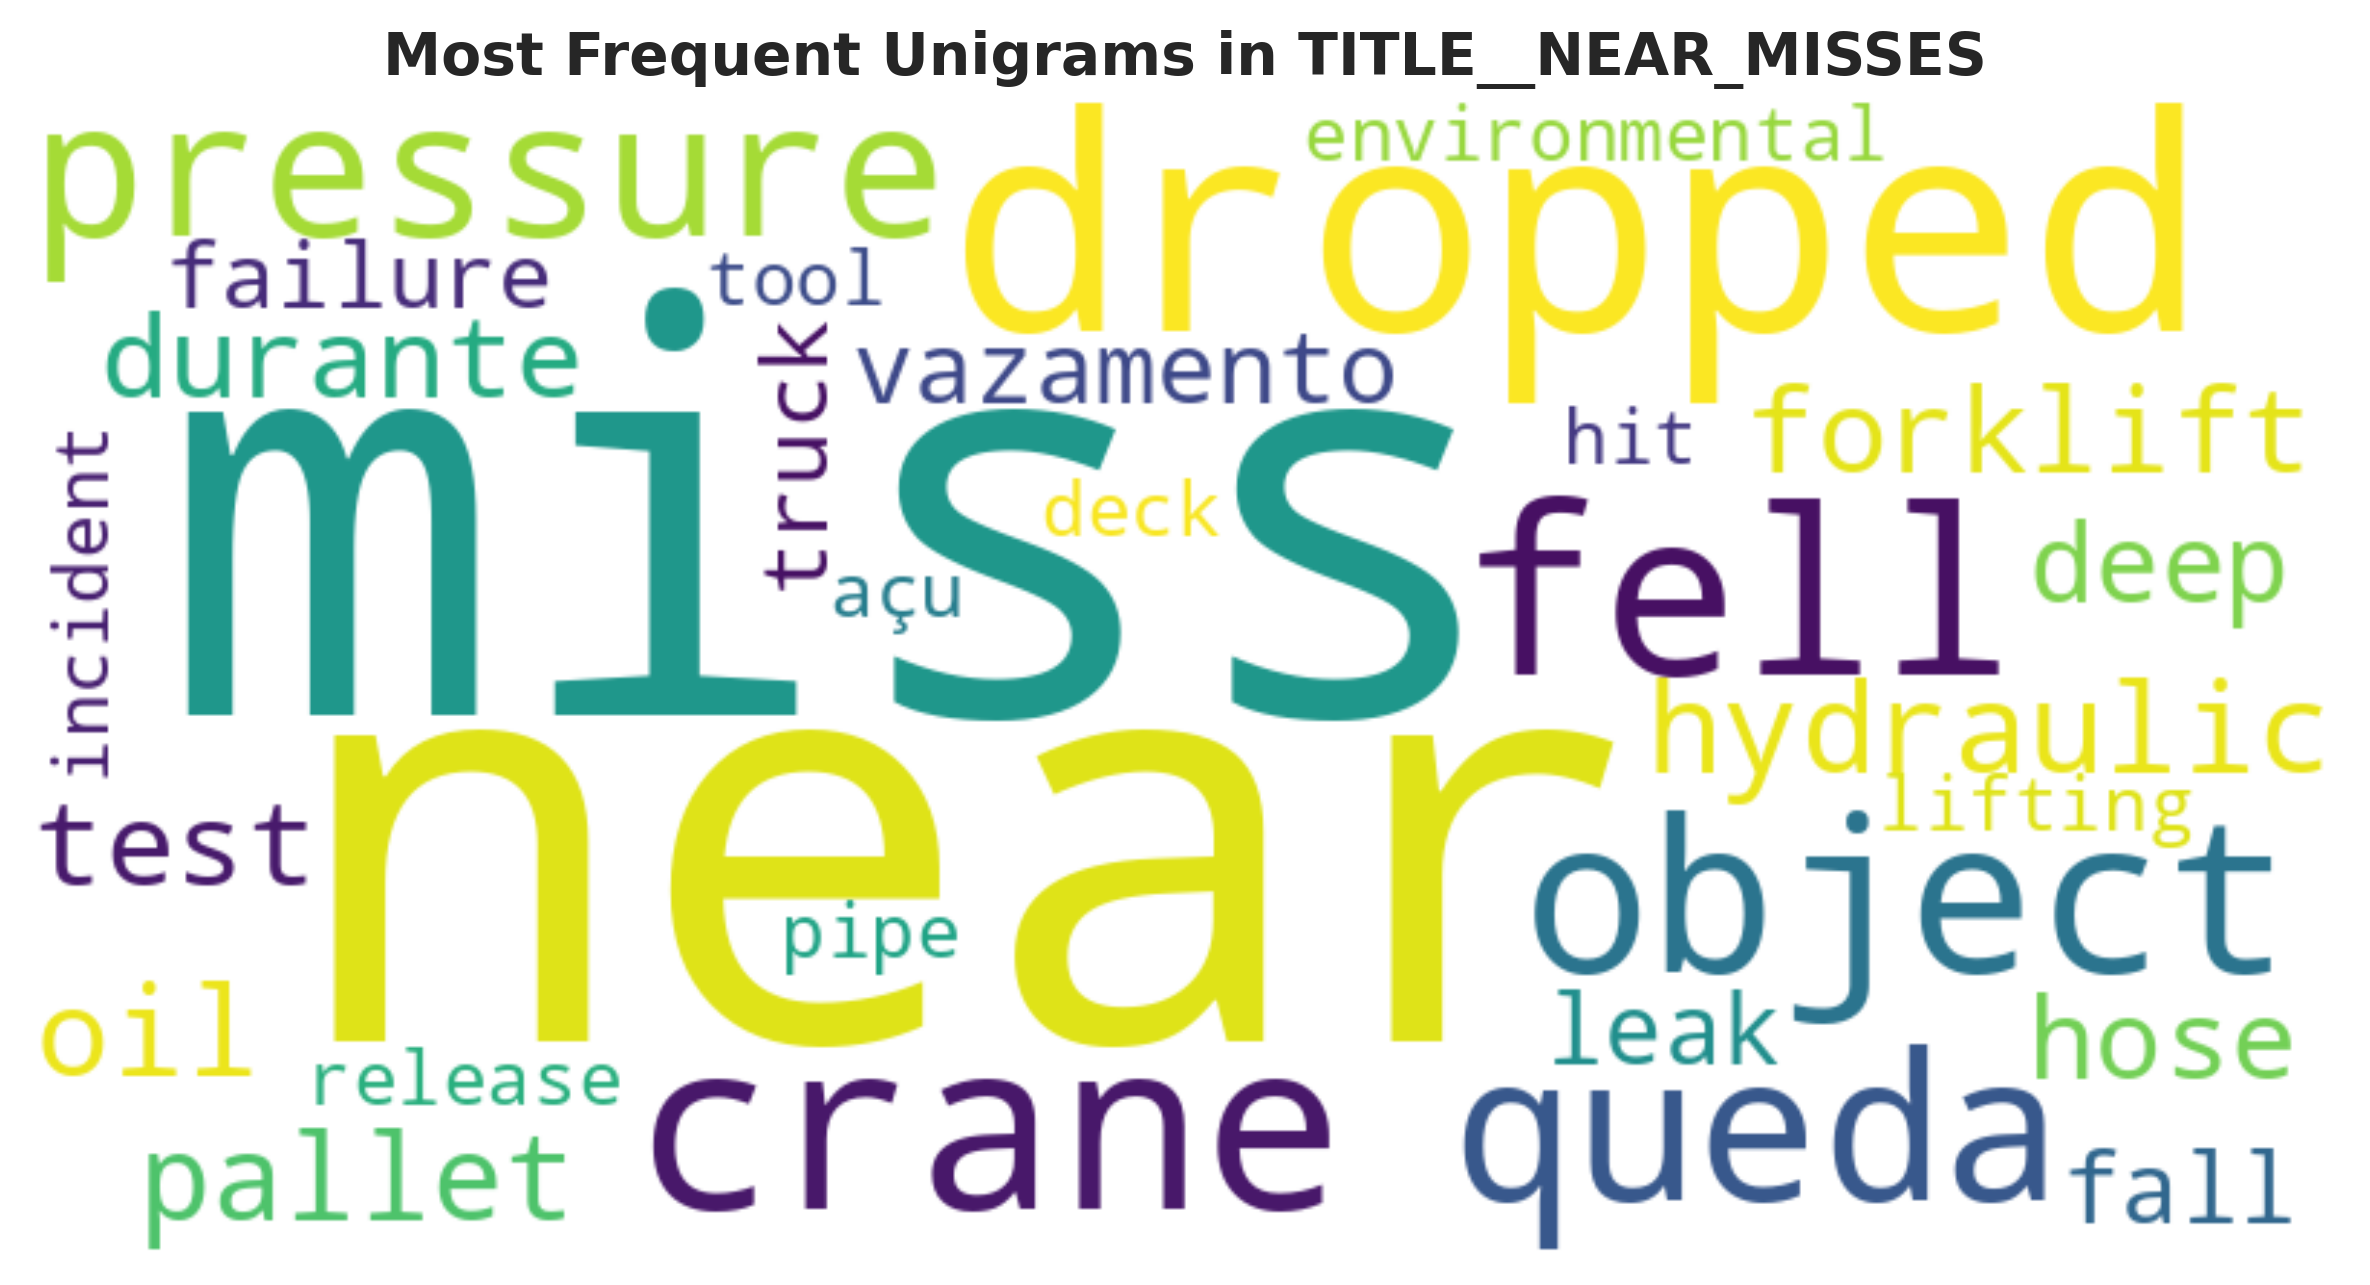 Most Frequent Unigrams in TITLE__NEAR_MISSES
pressure
dropped
environmental
failure
tool
durante
truck
vazamento
miss
hit
forklift
incident
deck
fell
deep
açu
near
hydraulic
lifting
test
object
pipe
oil
leak
hose
release
crane
queda
pallet
fall